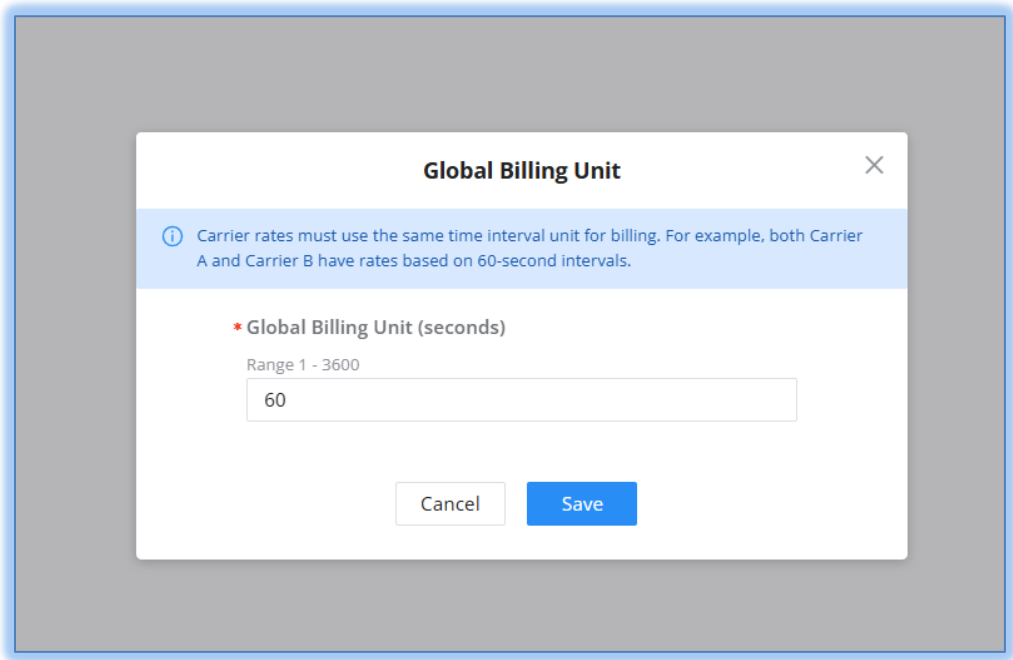 Global Billing Unit
Carrier rates must use the same time interval unit for billing. For example, both Carrier
A and Carrier B have rates based on 60-second intervals.
* Global Billing Unit (seconds)
Range 1 - 3600
60
Cancel
Save